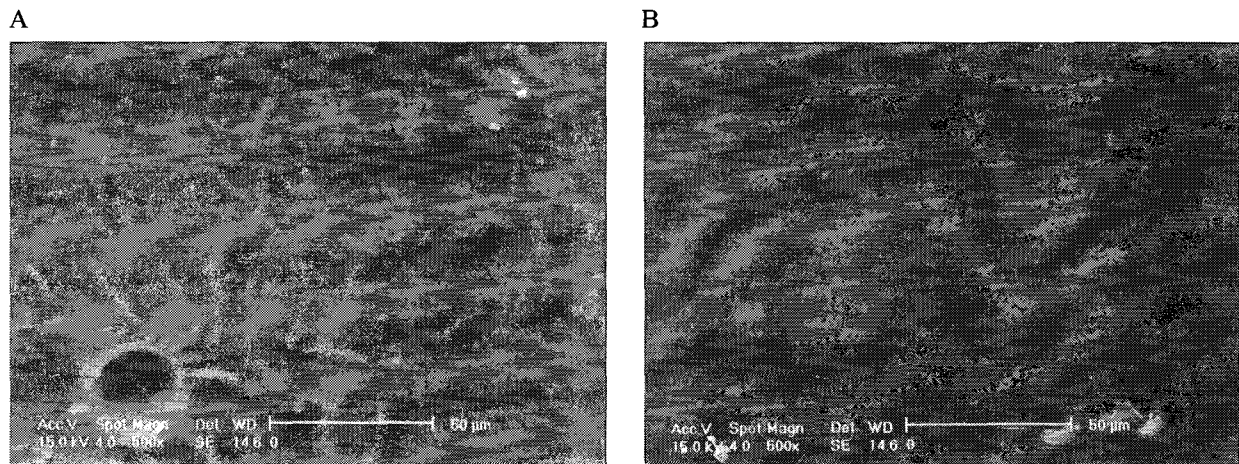 A
B
Acc.V Spot Magn Det WD 50 µm
15.0 kV 4.0 500x SE 14.6 0
Acc.V Spot Magn Det WD 50 µm
15.0 4.0 500x SE 14.6 0